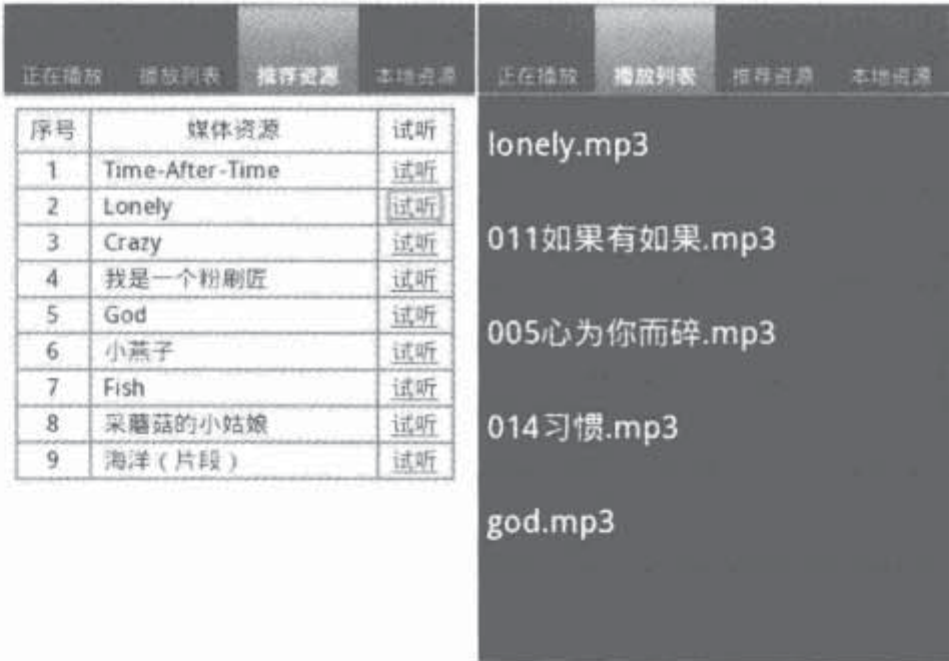 正在播放 播放列表 推荐资源 本地资源
序号 媒体资源 试听
1 Time-After-Time 试听
2 Lonely 试听
3 Crazy 试听
4 我是一个粉刷匠 试听
5 God 试听
6 小燕子 试听
7 Fish 试听
8 采蘑菇的小姑娘 试听
9 海洋（片段） 试听
正在播放 播放列表 推荐资源 本地资源
lonely.mp3
011如果有如果.mp3
005心为你而碎.mp3
014习惯.mp3
god.mp3